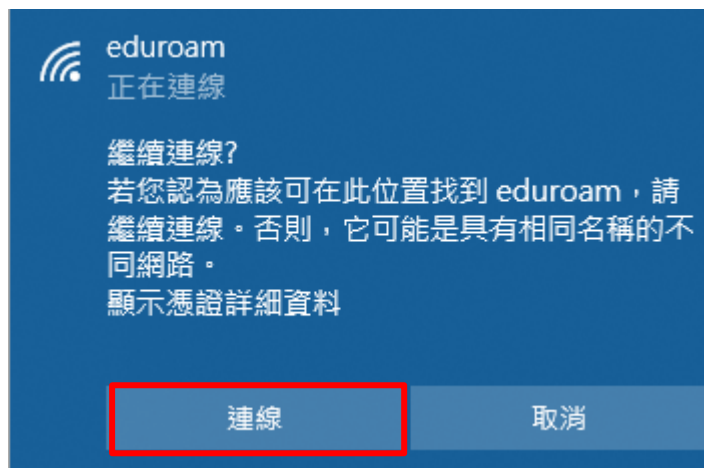 eduroam
正在連線
繼續連線?
若您認為應該可在此位置找到 eduroam，請
繼續連線。否則，它可能是具有相同名稱的不
同網路。
顯示憑證詳細資料
連線
取消